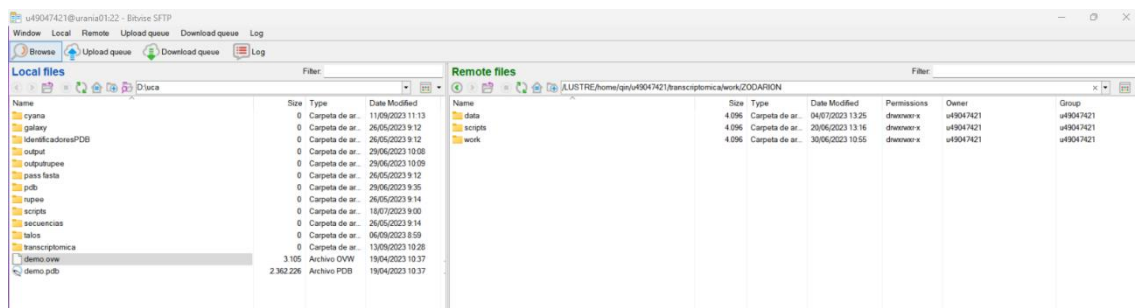 u49047421@urania01:22 - Bitvise SFTP
Window Local Remote Upload queue Download queue Log
Browse Upload queue Download queue Log
Local files Filter:
D:\uca
Name Size Type Date Modified
cyana 0 Carpeta de ar... 11/09/2023 11:13
galaxy 0 Carpeta de ar... 26/05/2023 9:12
IdentificadoresPDB 0 Carpeta de ar... 26/05/2023 9:12
output 0 Carpeta de ar... 29/06/2023 10:08
outputrupee 0 Carpeta de ar... 29/06/2023 10:09
pass fasta 0 Carpeta de ar... 26/05/2023 9:12
pdb 0 Carpeta de ar... 29/06/2023 9:35
rupee 0 Carpeta de ar... 26/05/2023 9:14
scripts 0 Carpeta de ar... 18/07/2023 9:00
secuencias 0 Carpeta de ar... 26/05/2023 9:14
talos 0 Carpeta de ar... 06/09/2023 8:59
transcriptomica 0 Carpeta de ar... 13/09/2023 10:28
demo.ovw 3.105 Archivo OVW 19/04/2023 10:37
demo.pdb 2.362.226 Archivo PDB 19/04/2023 10:37
Remote files Filter:
/LUSTRE/home/qin/u49047421/transcriptomica/work/ZODARION
Name Size Type Date Modified Permissions Owner Group
data 4.096 Carpeta de ar... 04/07/2023 13:25 drwxrwxr-x u49047421 u49047421
scripts 4.096 Carpeta de ar... 20/06/2023 13:16 drwxrwxr-x u49047421 u49047421
work 4.096 Carpeta de ar... 30/06/2023 10:55 drwxrwxr-x u49047421 u49047421